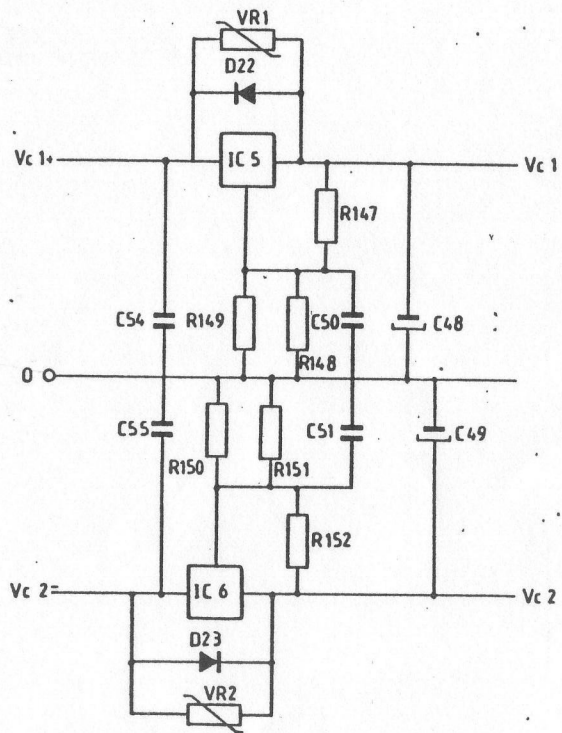 VR1
D22
Vc 1+
IC 5
Vc 1
R147
C54
R149
C50
C48
R148
0
C55
C51
C49
R150
R151
R152
Vc 2=
IC 6
Vc 2
D23
VR2